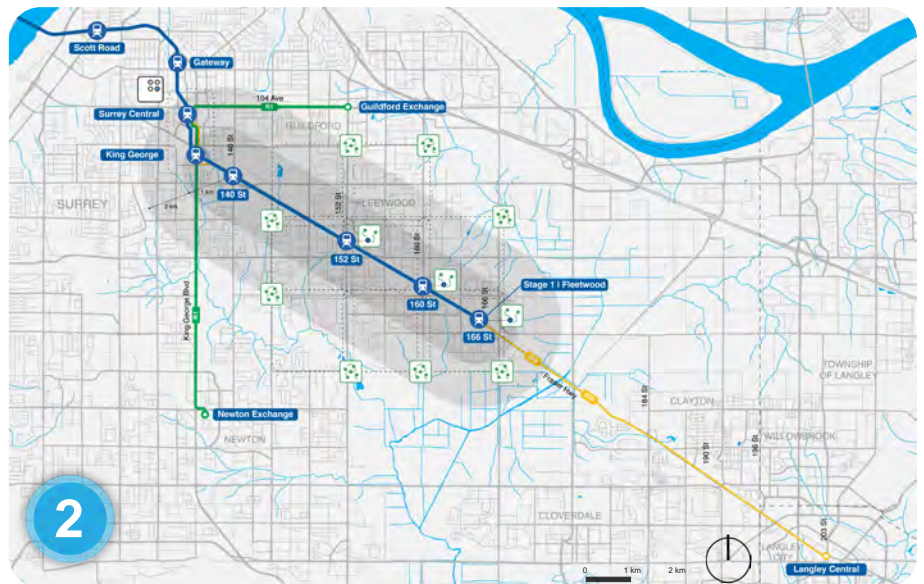 Scott Road
Gateway
104 Ave
R1
Guildford Exchange
Surrey Central
GUILDFORD
140 St
King George
1 km
2 km
140 St
SURREY
152 St
FLEETWOOD
160 St
152 St
Stage 1 | Fleetwood
166 St
160 St
King George Blvd
R1
166 St
Fraser Hwy
TOWNSHIP
OF LANGLEY
184 St
CLAYTON
Newton Exchange
NEWTON
190 St
196 St
WILLOWBROOK
2
CLOVERDALE
203 St
LANGLEY
CITY
Langley Central
0
1 km
2 km